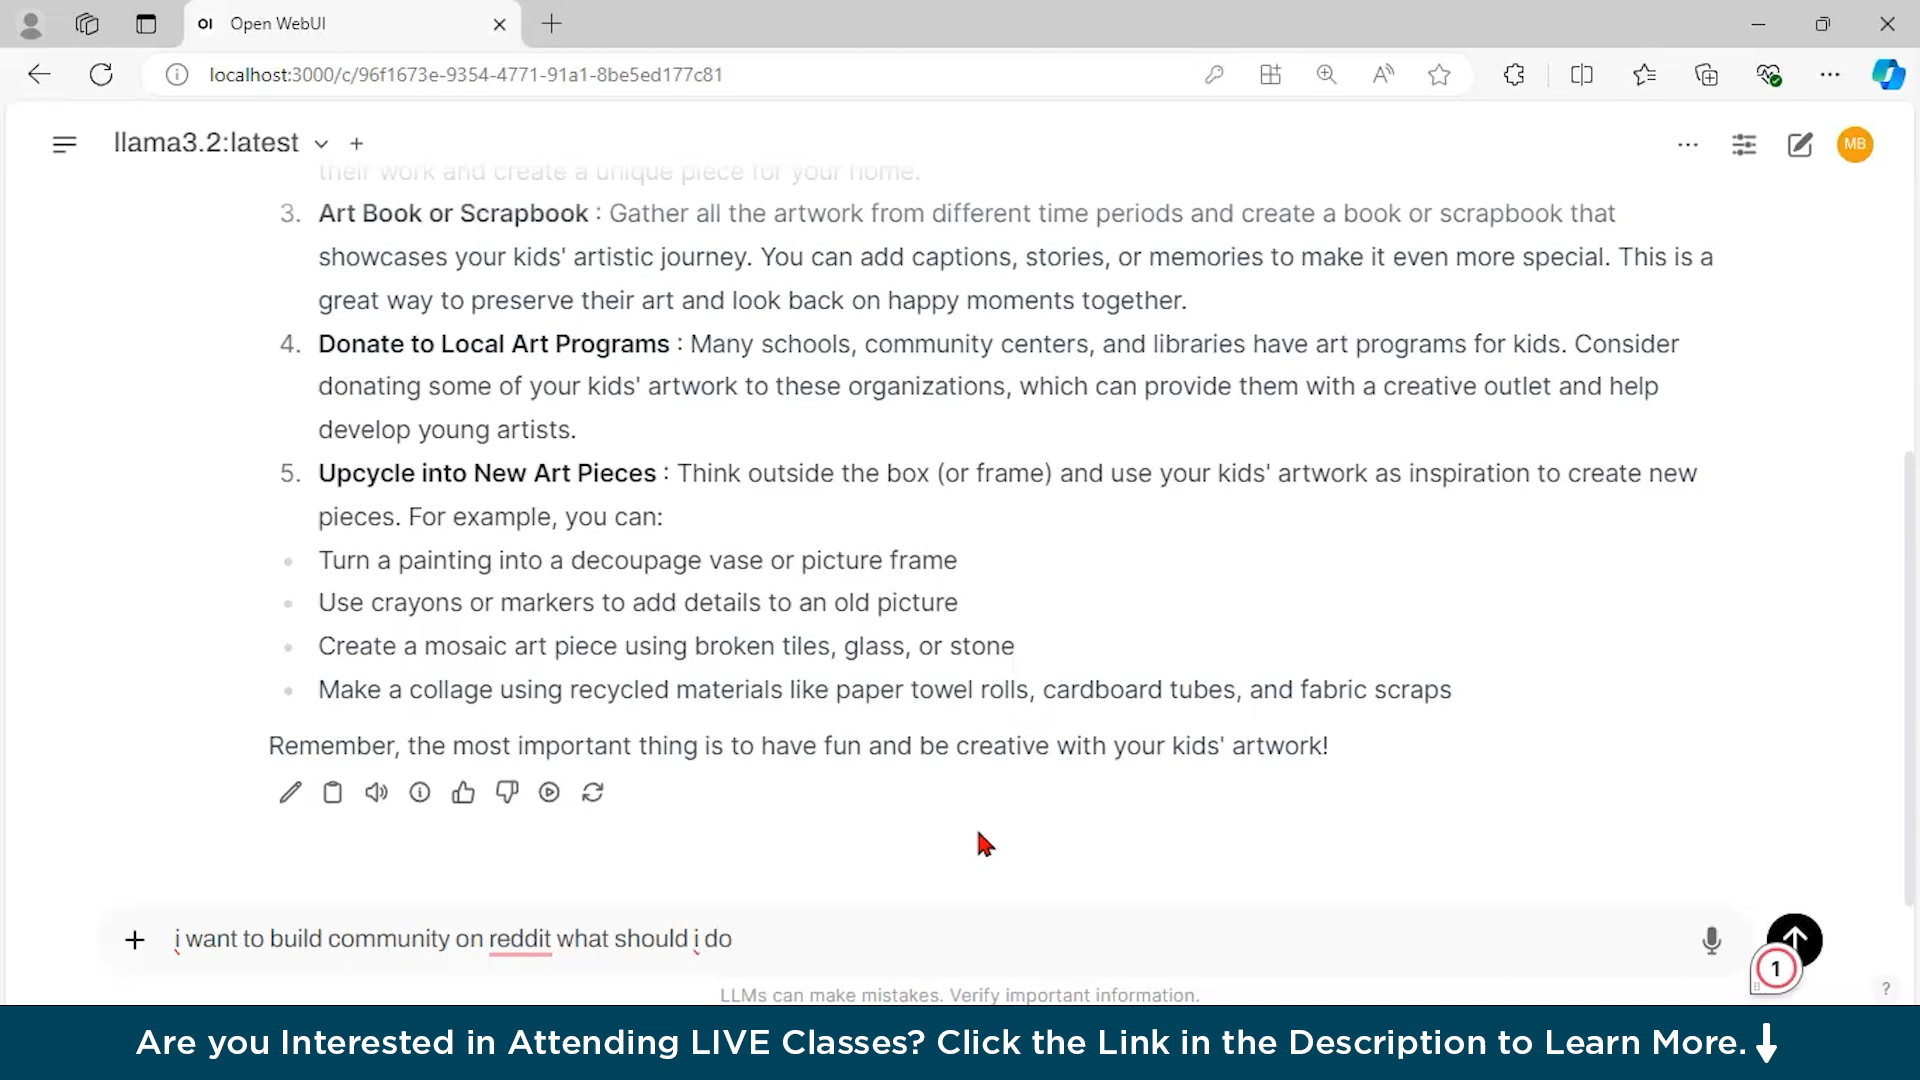 OI Open WebUI
localhost:3000/c/96f1673e-9354-4771-91a1-8be5ed177c81
llama3.2:latest
MB
their work and create a unique piece for your home.
3. Art Book or Scrapbook : Gather all the artwork from different time periods and create a book or scrapbook that
showcases your kids' artistic journey. You can add captions, stories, or memories to make it even more special. This is a
great way to preserve their art and look back on happy moments together.
4. Donate to Local Art Programs : Many schools, community centers, and libraries have art programs for kids. Consider
donating some of your kids' artwork to these organizations, which can provide them with a creative outlet and help
develop young artists.
5. Upcycle into New Art Pieces : Think outside the box (or frame) and use your kids' artwork as inspiration to create new
pieces. For example, you can:
• Turn a painting into a decoupage vase or picture frame
• Use crayons or markers to add details to an old picture
• Create a mosaic art piece using broken tiles, glass, or stone
• Make a collage using recycled materials like paper towel rolls, cardboard tubes, and fabric scraps
Remember, the most important thing is to have fun and be creative with your kids' artwork!
i want to build community on reddit what should i do
1
LLMs can make mistakes. Verify important information.
?
Are you Interested in Attending LIVE Classes? Click the Link in the Description to Learn More.